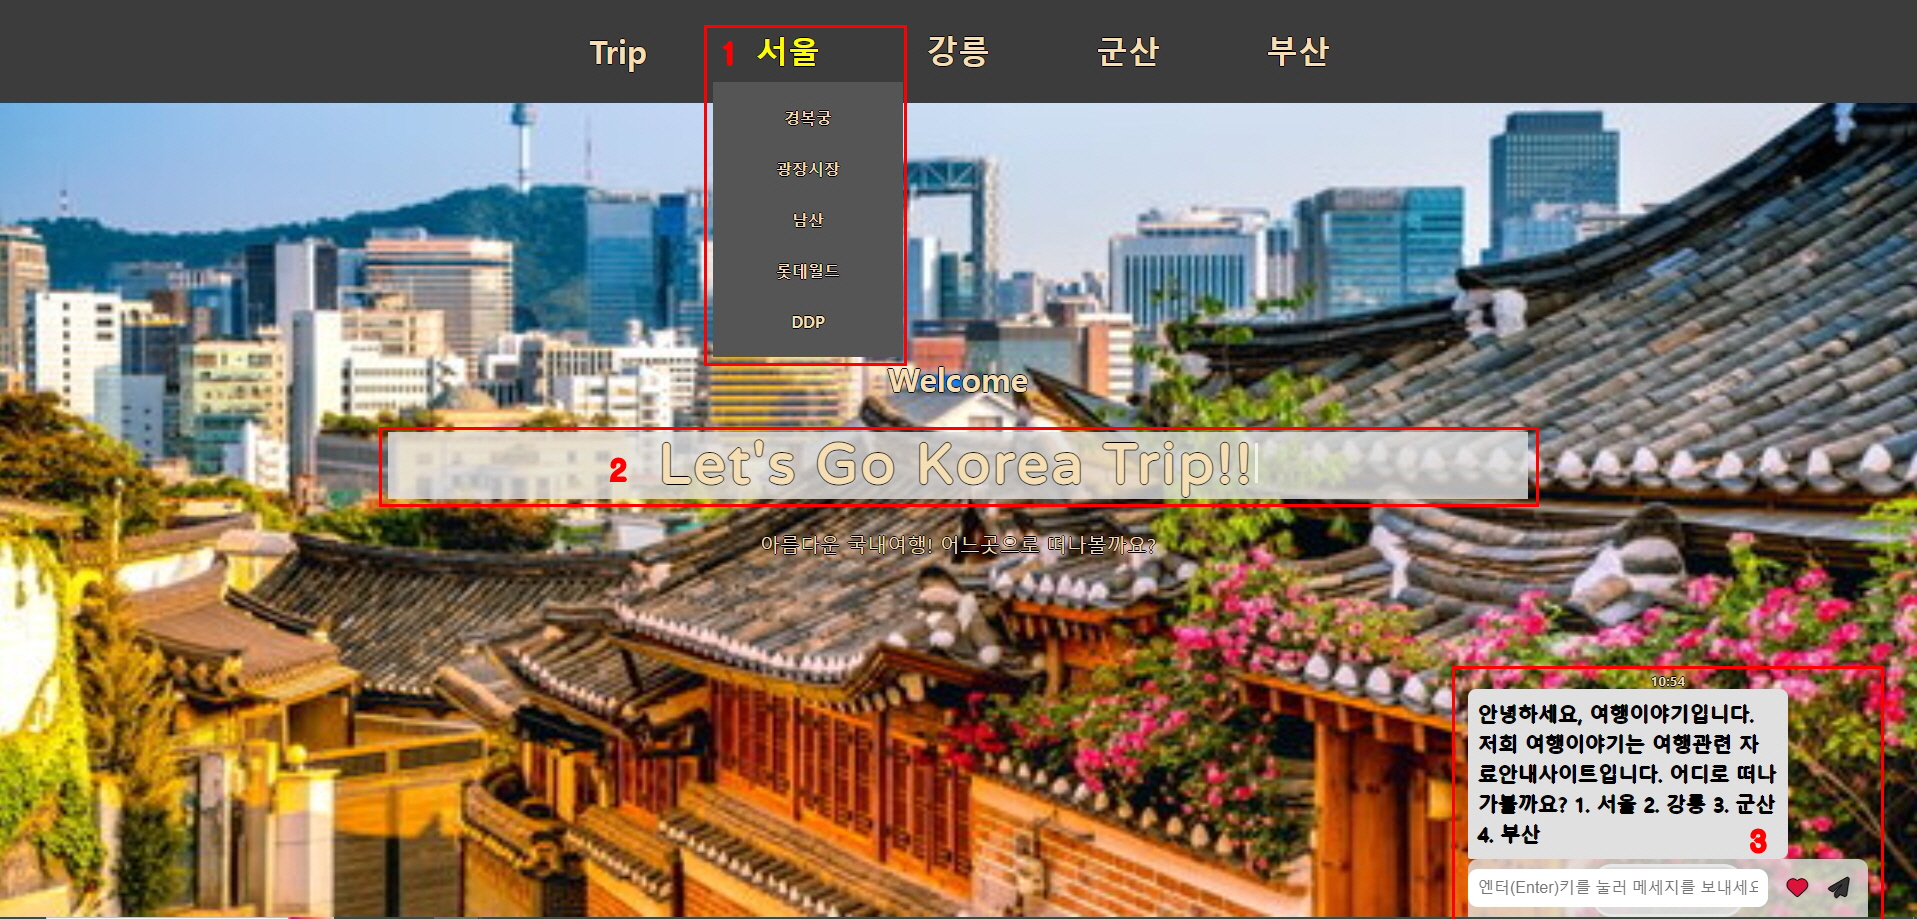 Trip 1 서울 강릉 군산 부산
경복궁
광장시장
남산
롯데월드
DDP
Welcome
2 Let's Go Korea Trip!!
아름다운 국내여행! 어느곳으로 떠나볼까요?
10:54
안녕하세요, 여행이야기입니다.
저희 여행이야기는 여행관련 자
료안내사이트입니다. 어디로 떠나
가볼까요? 1. 서울 2. 강릉 3. 군산
4. 부산
3
엔터(Enter)키를 눌러 메세지를 보내세요